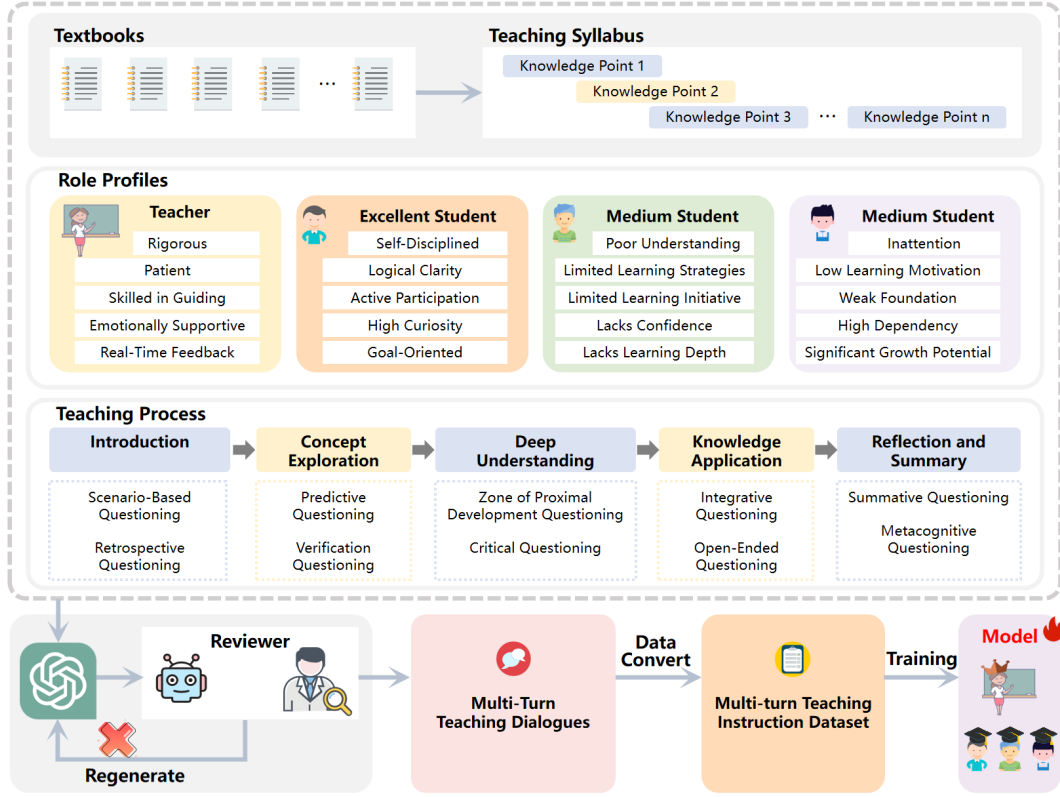 Textbooks
Teaching Syllabus
Knowledge Point 1
Knowledge Point 2
Knowledge Point 3
...
Knowledge Point n
...
Role Profiles
Teacher
Rigorous
Patient
Skilled in Guiding
Emotionally Supportive
Real-Time Feedback
Excellent Student
Self-Disciplined
Logical Clarity
Active Participation
High Curiosity
Goal-Oriented
Medium Student
Poor Understanding
Limited Learning Strategies
Limited Learning Initiative
Lacks Confidence
Lacks Learning Depth
Medium Student
Inattention
Low Learning Motivation
Weak Foundation
High Dependency
Significant Growth Potential
Teaching Process
Introduction
Scenario-Based
Questioning
Retrospective
Questioning
Concept
Exploration
Predictive
Questioning
Verification
Questioning
Deep
Understanding
Zone of Proximal
Development Questioning
Critical Questioning
Knowledge
Application
Integrative
Questioning
Open-Ended
Questioning
Reflection and
Summary
Summative Questioning
Metacognitive
Questioning
Reviewer
Regenerate
Multi-Turn
Teaching Dialogues
Data
Convert
Multi-turn Teaching
Instruction Dataset
Training
Model